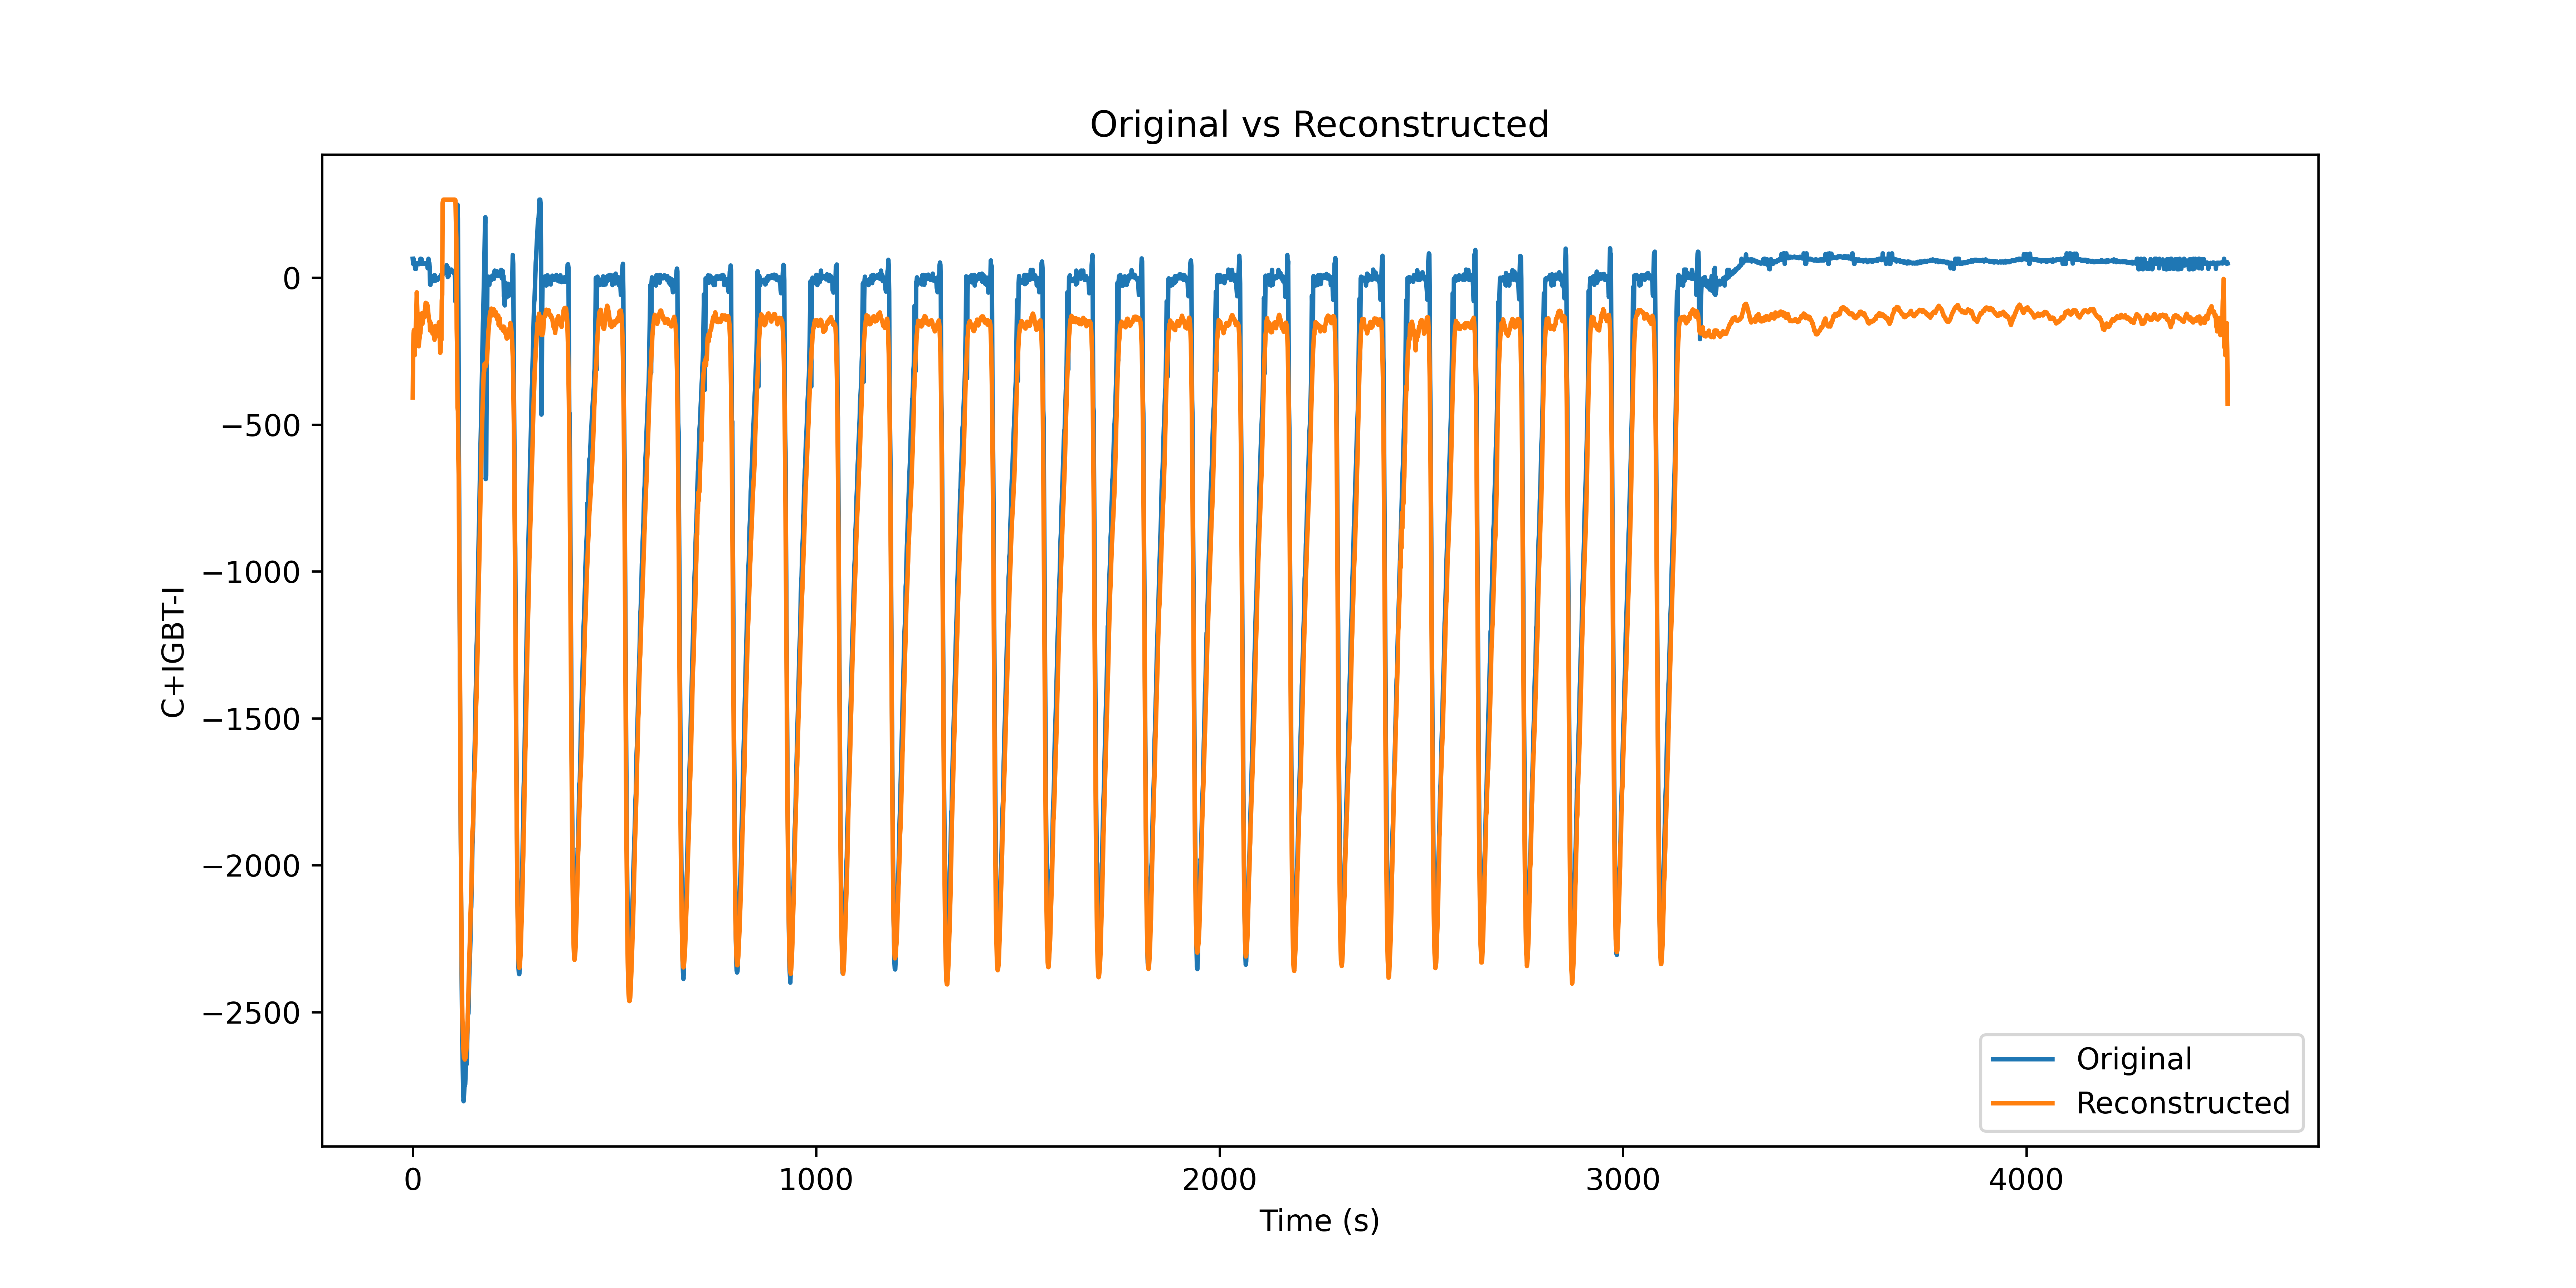 Original vs Reconstructed
C+IGBT-I
0
−500
−1000
−1500
−2000
−2500
0
1000
2000
3000
4000
Time (s)
Original
Reconstructed